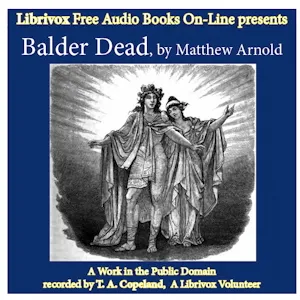 Librivox Free Audio Books On-Line presents
Balder Dead, by Matthew Arnold
A Work in the Public Domain
recorded by T. A. Copeland, A Librivox Volunteer